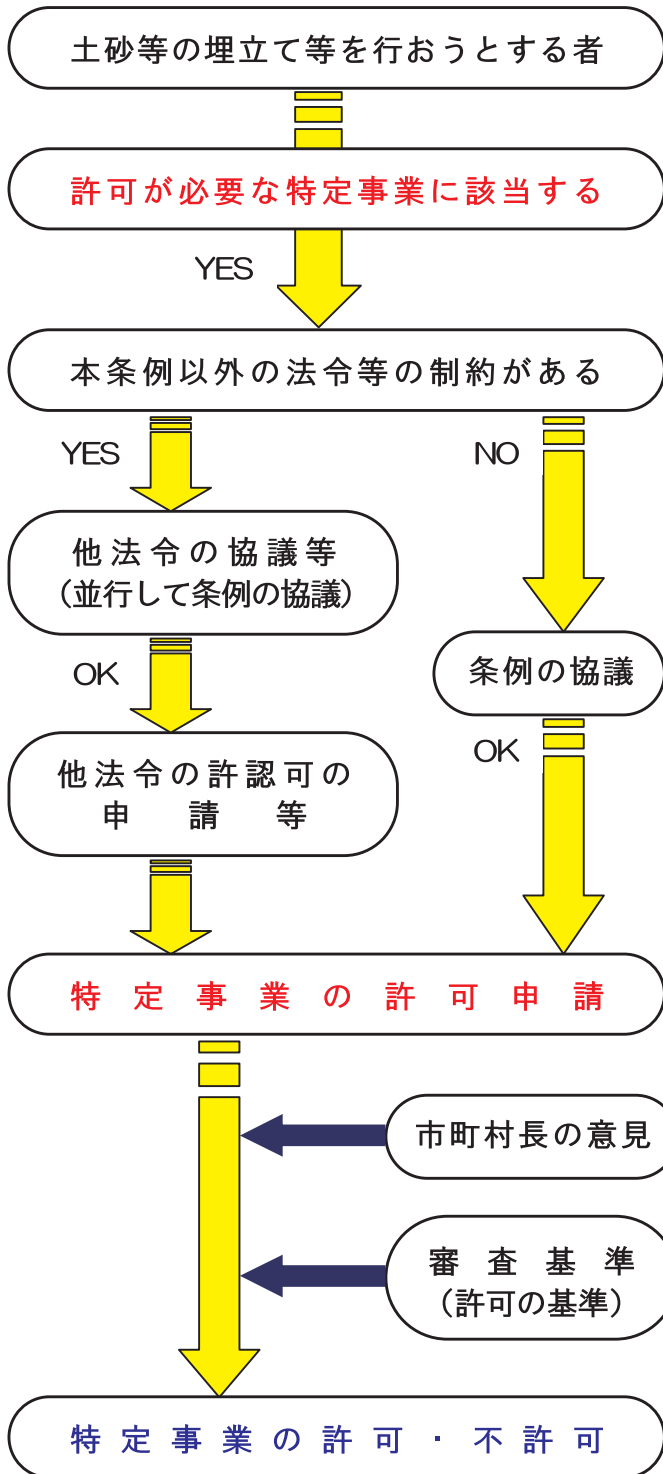 土砂等の埋立て等を行おうとする者
許可が必要な特定事業に該当する
YES
本条例以外の法令等の制約がある
YES
NO
他法令の協議等
(並行して条例の協議)
条例の協議
OK
OK
他法令の許認可の
申請等
特定事業の許可申請
市町村長の意見
審査基準
(許可の基準)
特定事業の許可・不許可